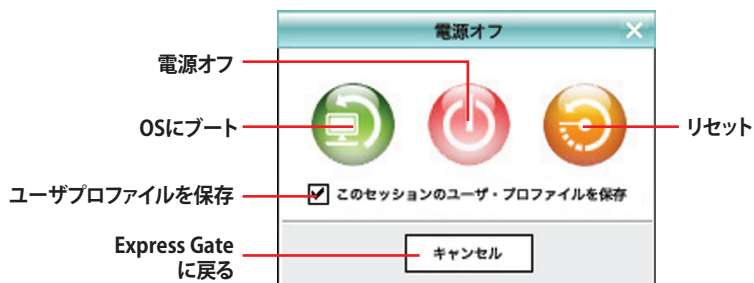 電源オフ
電源オフ
OSにブート
リセット
ユーザプロファイルを保存
このセッションのユーザ・プロファイルを保存
Express Gate
に戻る
キャンセル